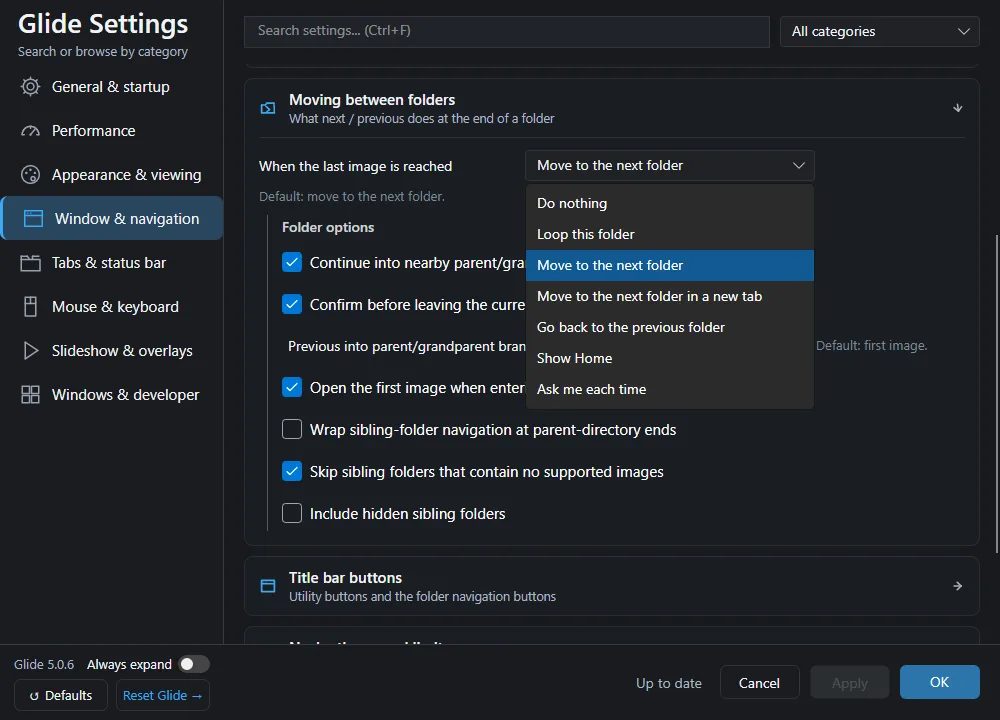 Glide Settings
Search or browse by category
General & startup
Performance
Appearance & viewing
Window & navigation
Tabs & status bar
Mouse & keyboard
Slideshow & overlays
Windows & developer
Search settings... (Ctrl+F)
All categories
Moving between folders
What next / previous does at the end of a folder
When the last image is reached
Move to the next folder
Default: move to the next folder.
Do nothing
Loop this folder
Move to the next folder
Move to the next folder in a new tab
Go back to the previous folder
Show Home
Ask me each time
Folder options
Continue into nearby parent/gra
Confirm before leaving the curre
Previous into parent/grandparent bran
Default: first image.
Open the first image when enter
Wrap sibling-folder navigation at parent-directory ends
Skip sibling folders that contain no supported images
Include hidden sibling folders
Title bar buttons
Utility buttons and the folder navigation buttons
Glide 5.0.6
Always expand
↺ Defaults
Reset Glide →
Up to date
Cancel
Apply
OK